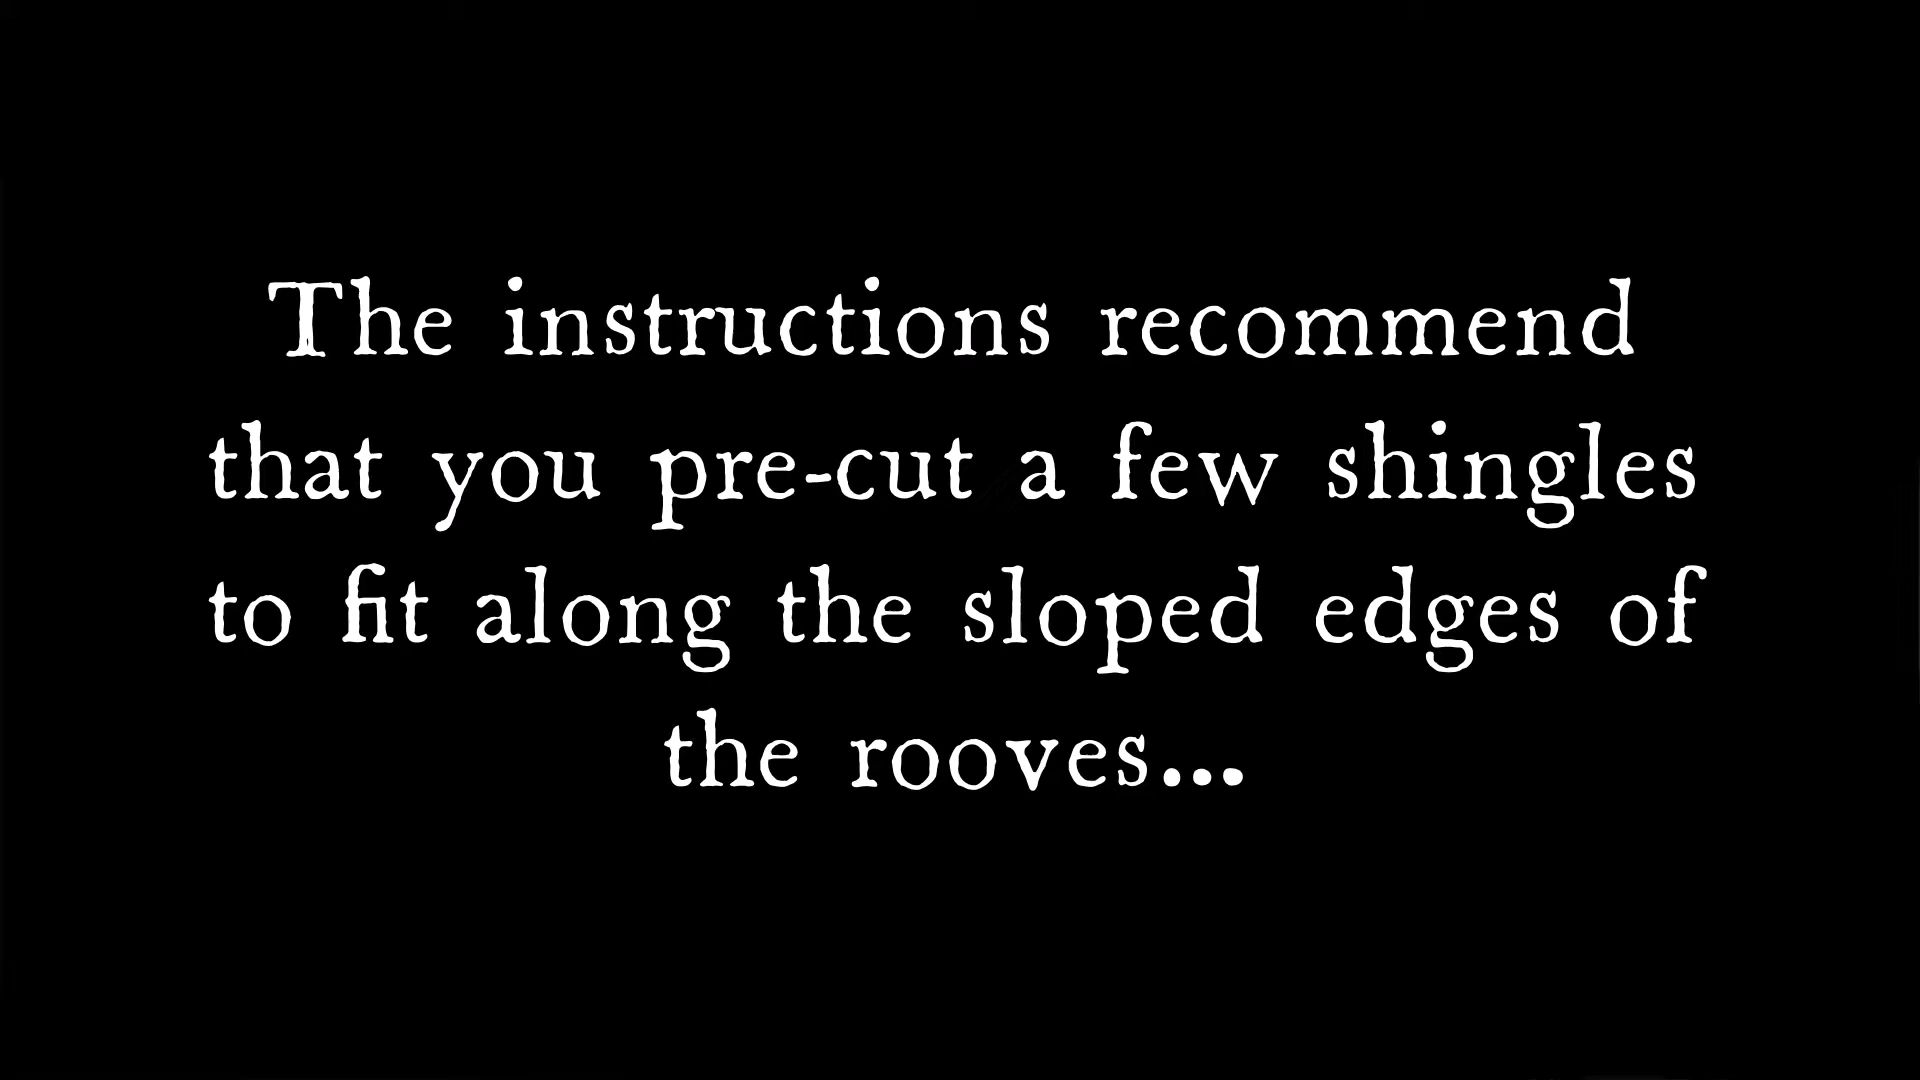 The instructions recommend
that you pre-cut a few shingles
to fit along the sloped edges of
the rooves...